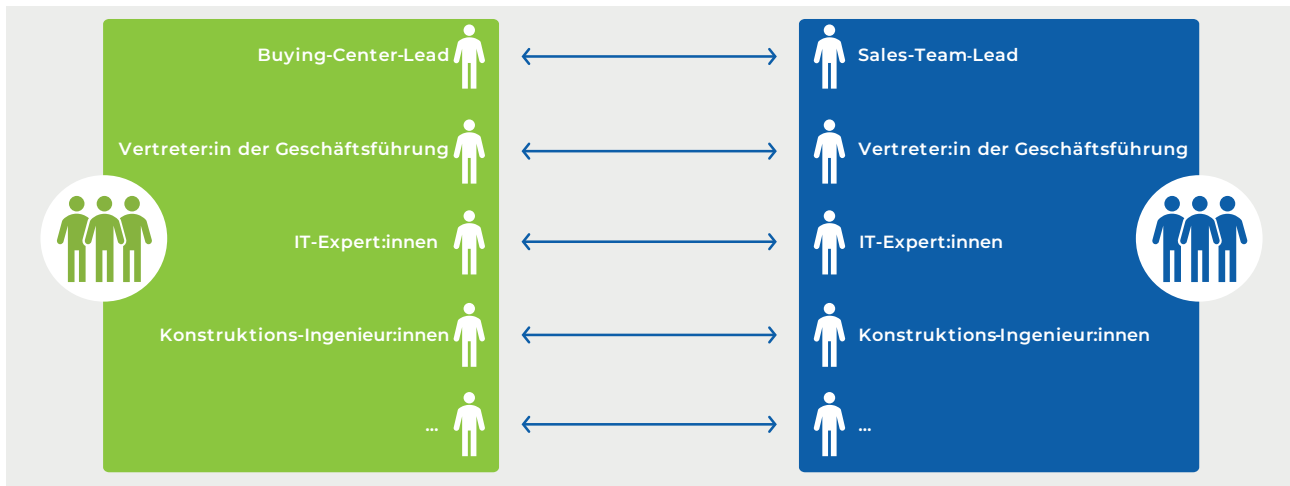 Buying-Center-Lead
Sales-Team-Lead
Vertreter:in der Geschäftsführung
Vertreter:in der Geschäftsführung
IT-Expert:innen
IT-Expert:innen
Konstruktions-Ingenieur:innen
Konstruktions-Ingenieur:innen
...
...